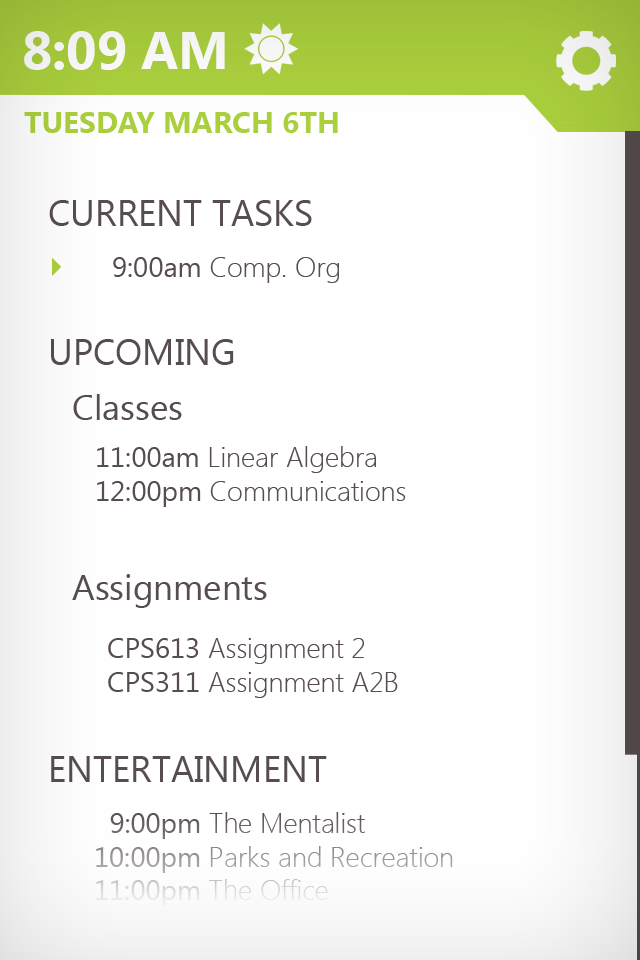 8:09 AM
TUESDAY MARCH 6TH
CURRENT TASKS
9:00am Comp. Org
UPCOMING
Classes
11:00am Linear Algebra
12:00pm Communications
Assignments
CPS613 Assignment 2
CPS311 Assignment A2B
ENTERTAINMENT
9:00pm The Mentalist
10:00pm Parks and Recreation
11:00pm The Office